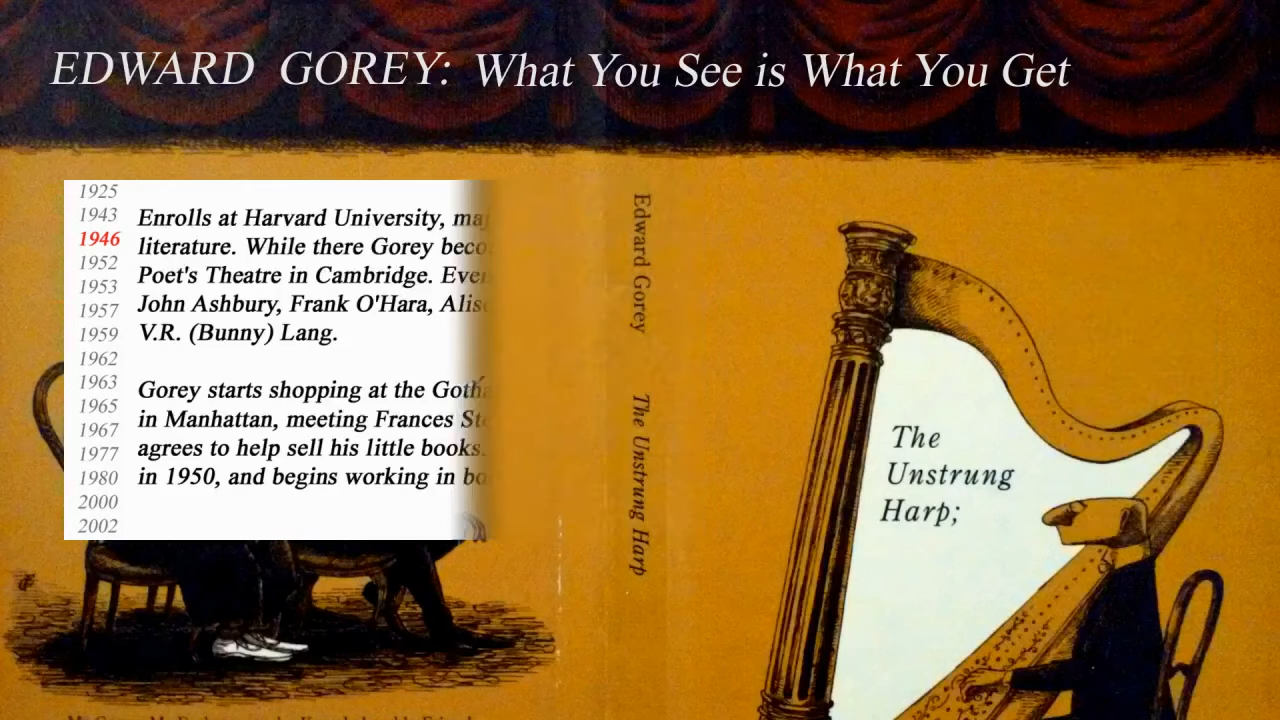 EDWARD GOREY: What You See is What You Get
1925
1943
1946
1952
1953
1957
1959
1962
1963
1965
1967
1977
1980
2000
2002
Enrolls at Harvard University,
literature. While there Gorey
Poet's Theatre in Cambridge.
John Ashbury, Frank O'Hara,
V.R. (Bunny) Lang.
Gorey starts shopping at the
in Manhattan, meeting Frances
agrees to help sell his little books.
in 1950, and begins working in
Edward Gorey
The Unstrung Harp
The
Unstrung
Harp;